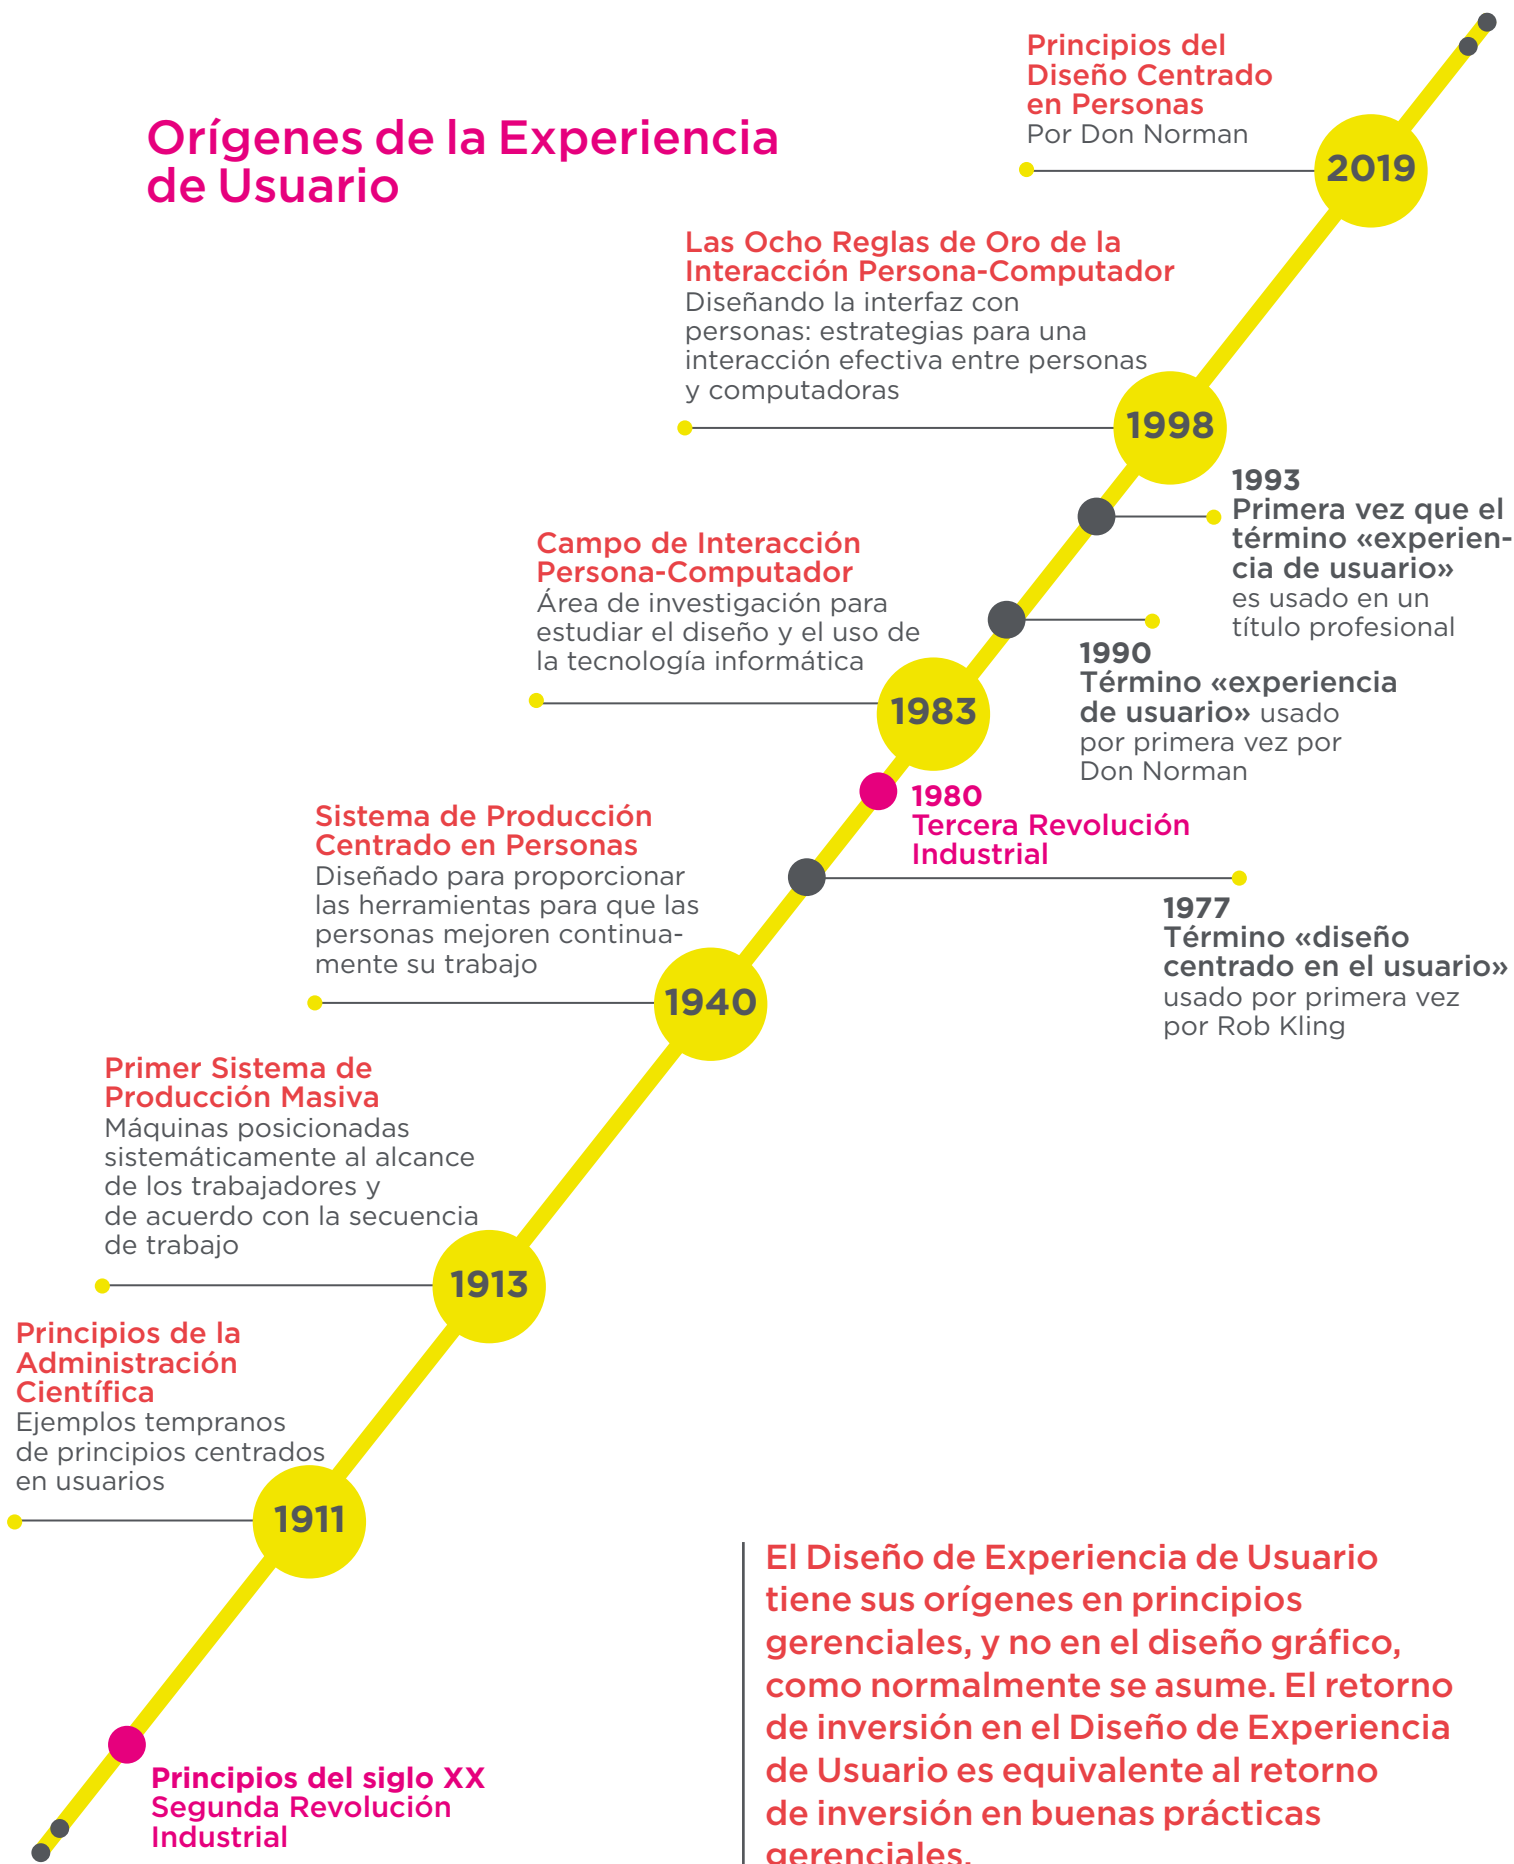 Orígenes de la Experiencia
de Usuario
Principios del
Diseño Centrado
en Personas
Por Don Norman
2019
Las Ocho Reglas de Oro de la
Interacción Persona-Computador
Diseñando la interfaz con
personas: estrategias para una
interacción efectiva entre personas
y computadoras
1998
1993
Primera vez que el
término «experien-
cia de usuario»
es usado en un
título profesional
Campo de Interacción
Persona-Computador
Área de investigación para
estudiar el diseño y el uso de
la tecnología informática
1983
1990
Término «experiencia
de usuario» usado
por primera vez por
Don Norman
1980
Tercera Revolución
Industrial
Sistema de Producción
Centrado en Personas
Diseñado para proporcionar
las herramientas para que las
personas mejoren continua-
mente su trabajo
1940
1977
Término «diseño
centrado en el usuario»
usado por primera vez
por Rob Kling
Primer Sistema de
Producción Masiva
Máquinas posicionadas
sistemáticamente al alcance
de los trabajadores y
de acuerdo con la secuencia
de trabajo
1913
Principios de la
Administración
Científica
Ejemplos tempranos
de principios centrados
en usuarios
1911
Principios del siglo XX
Segunda Revolución
Industrial
El Diseño de Experiencia de Usuario
tiene sus orígenes en principios
gerenciales, y no en el diseño gráfico,
como normalmente se asume. El retorno
de inversión en el Diseño de Experiencia
de Usuario es equivalente al retorno
de inversión en buenas prácticas
gerenciales.